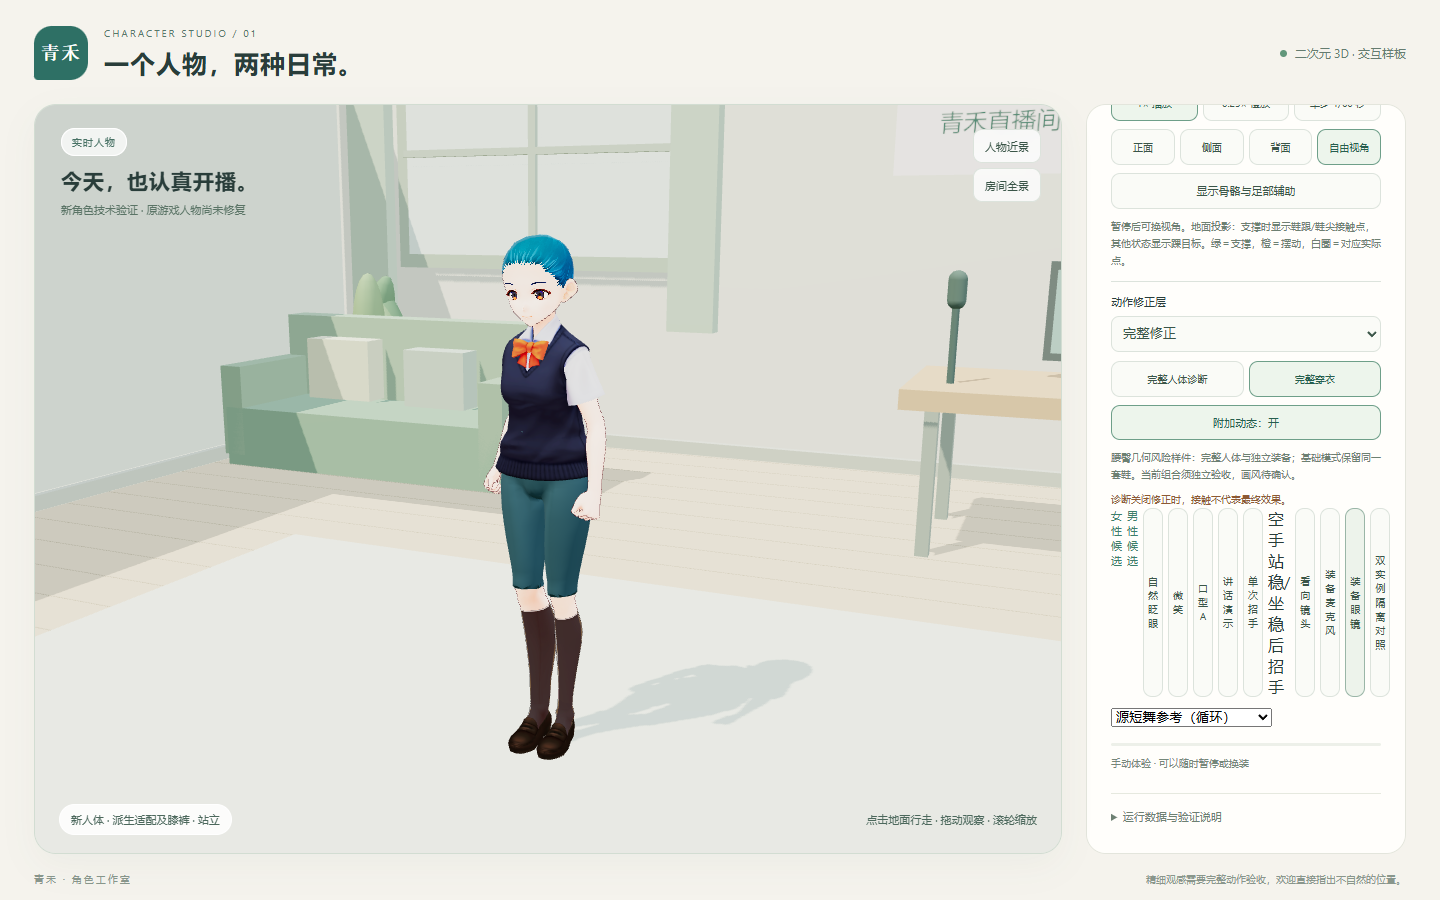 青禾
CHARACTER STUDIO / 01
一个人物，两种日常。
二次元 3D · 交互样板
实时人物
今天，也认真开播。
新角色技术验证 · 原游戏人物尚未修复
青禾直播间
人物近景
房间全景
新人体 · 派生适配及膝裤 · 站立
点击地面行走 · 拖动观察 · 滚轮缩放
正面
侧面
背面
自由视角
显示骨骼与足部辅助
暂停后可换视角。地面投影：支撑时显示鞋跟/鞋尖接触点，
其他状态显示踝目标。绿＝支撑，橙＝摆动，白圈＝对应实际
点。
动作修正层
完整修正
完整人体诊断
完整穿衣
附加动态：开
腰臀几何风险样件：完整人体与独立装备；基础模式保留同一
套鞋。当前组合须独立验收，画风待确认。
诊断关闭修正时，接触不代表最终效果。
女性候选
男性候选
自然眨眼
微笑
口型 A
讲话演示
单次招手
空手站稳/坐稳后招手
看向镜头
装备麦克风
装备眼镜
双实例隔离对照
源短舞参考（循环）
手动体验 · 可以随时暂停或换装
运行数据与验证说明
青禾 · 角色工作室
精细观感需要完整动作验收，欢迎直接指出不自然的位置。